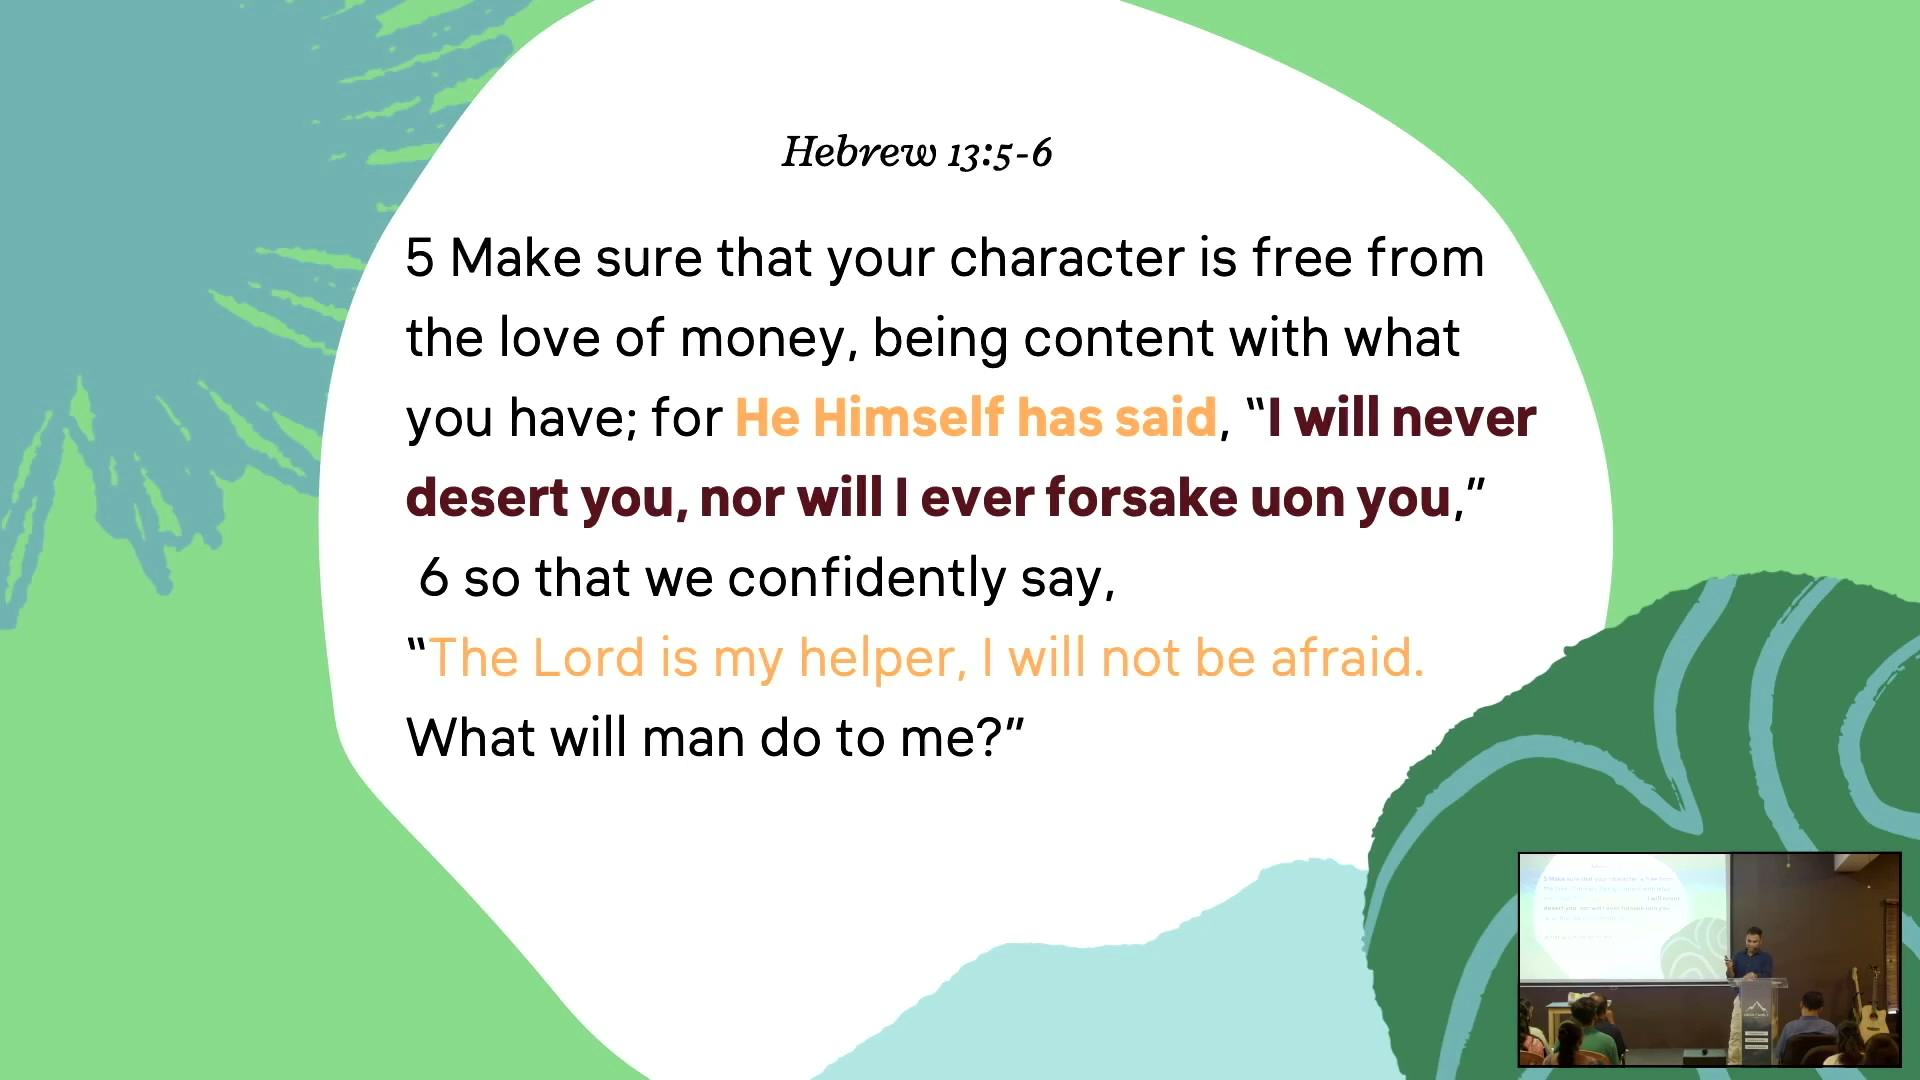 Hebrew 13:5-6
5 Make sure that your character is free from
the love of money, being content with what
you have; for He Himself has said, “I will never
desert you, nor will I ever forsake uon you,”
6 so that we confidently say,
“The Lord is my helper, I will not be afraid.
What will man do to me?”